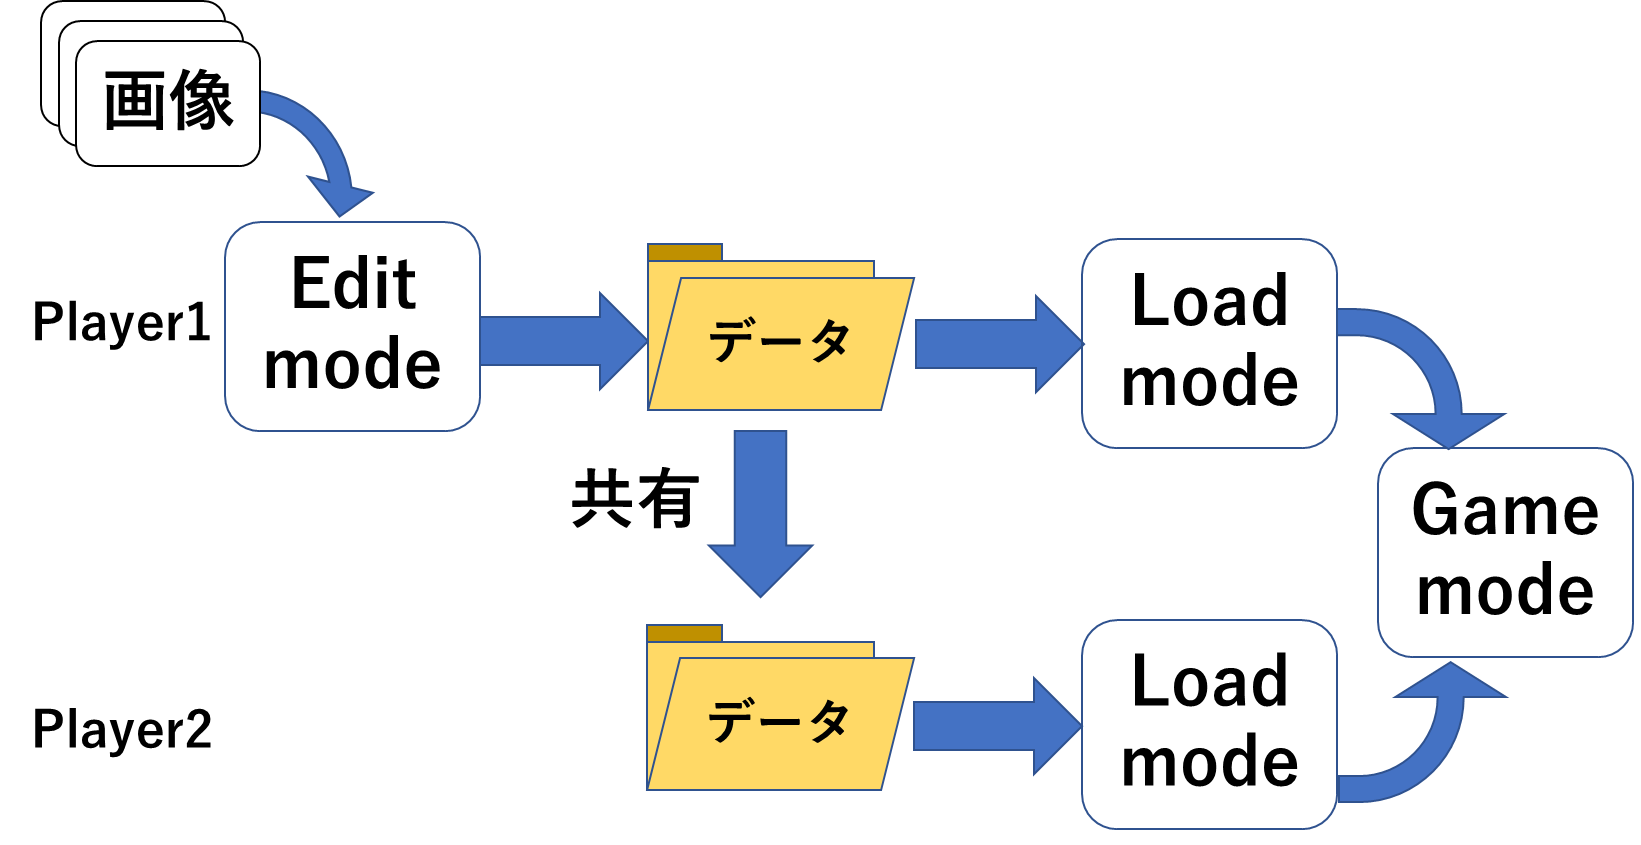 画像
Player1
Edit
mode
データ
Load
mode
共有
Game
mode
Player2
データ
Load
mode